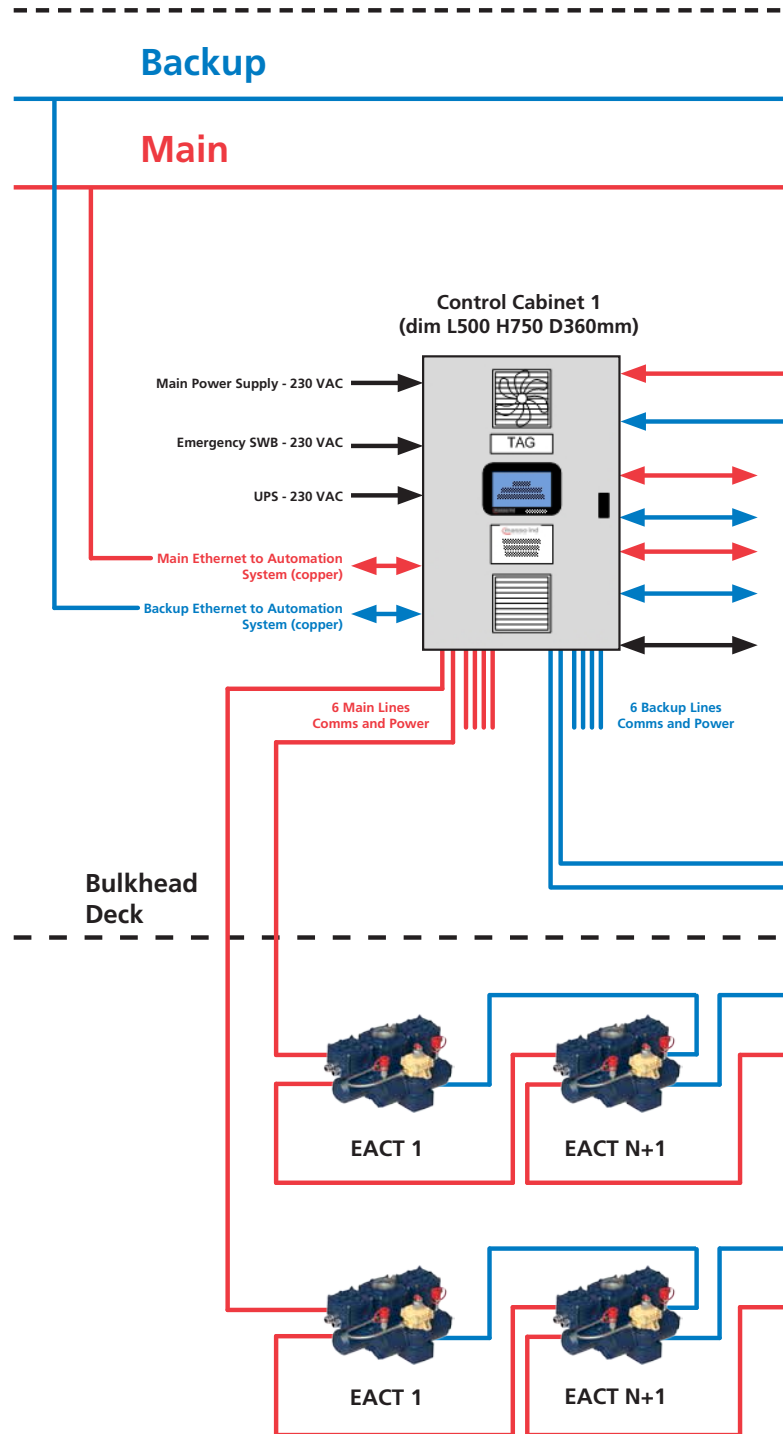 Backup
Main
Control Cabinet 1
(dim L500 H750 D360mm)
Main Power Supply - 230 VAC
Emergency SWB - 230 VAC
TAG
UPS - 230 VAC
Main Ethernet to Automation
System (copper)
Backup Ethernet to Automation
System (copper)
6 Main Lines
Comms and Power
6 Backup Lines
Comms and Power
Bulkhead
Deck
EACT 1
EACT N+1
EACT 1
EACT N+1